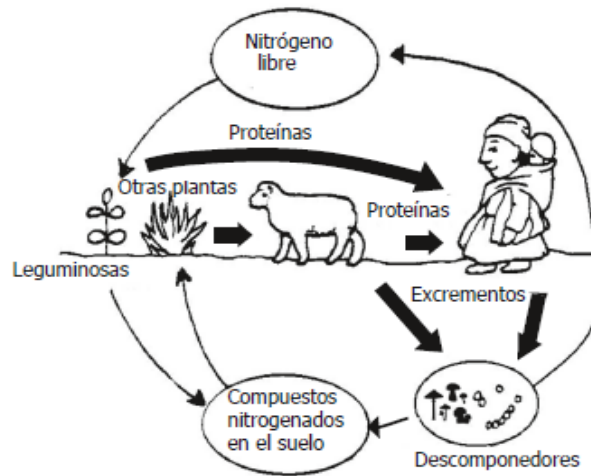 Nitrógeno
libre
Proteínas
Otras plantas
Proteínas
Leguminosas
Excrementos
Compuestos
nitrogenados
en el suelo
Descomponedores